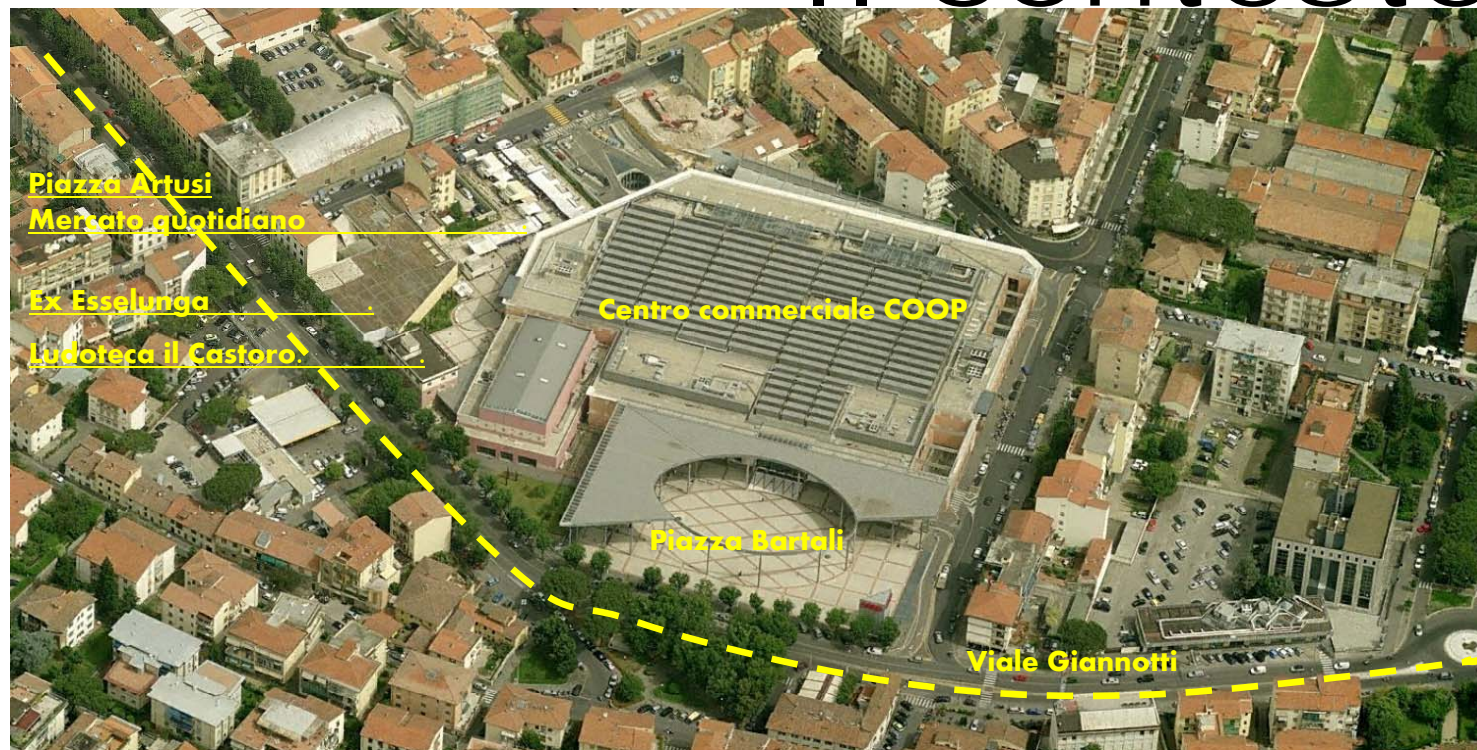 Piazza Artusi
Mercato quotidiano .
Ex Esselunga .
Ludoteca il Castoro. .
Centro commerciale COOP
Piazza Bartali
Viale Giannotti